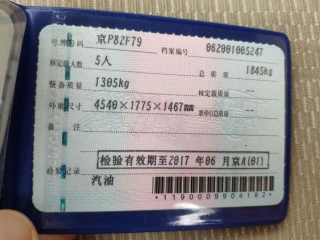 号牌号码 京P82F79 档案编号 062001005247
核定载人数 5人 总质量 1845kg
整备质量 1305kg 核定载质量
外廓尺寸 4540×1775×1467mm 准牵引总质量
备注
检验有效期至2017年06月京A(01)
检验记录 汽油
*1190009904192*